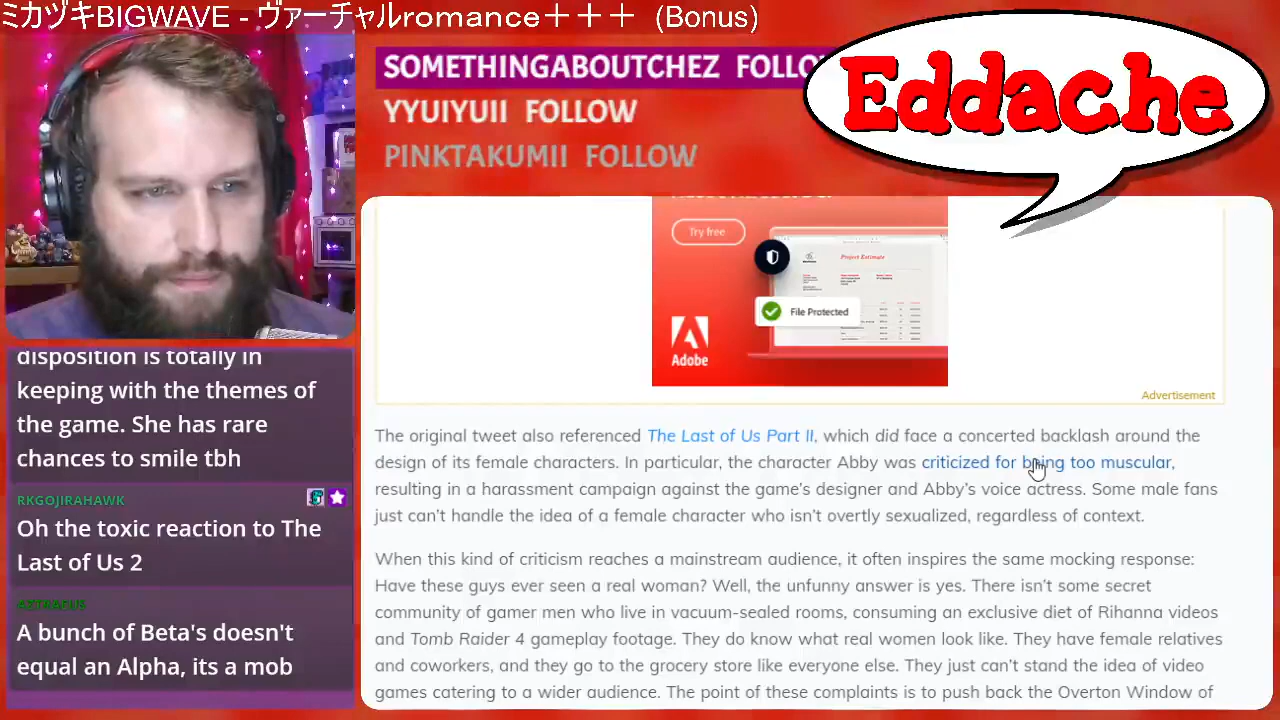 ミカヅキBIGWAVE - ヴァーチャルromance＋＋＋ (Bonus)
SOMETHINGABOUTCHEZ FOLLO
YYUIYUII FOLLOW
PINKTAKUMII FOLLOW
Eddache
disposition is totally in
keeping with the themes of
the game. She has rare
chances to smile tbh
RKGOJIRAHAWK
Oh the toxic reaction to The
Last of Us 2
AZTRAGUS
A bunch of Beta's doesn't
equal an Alpha, its a mob
Try free
Project Estimate
File Protected
Adobe
Advertisement
The original tweet also referenced The Last of Us Part II, which did face a concerted backlash around the
design of its female characters. In particular, the character Abby was criticized for being too muscular,
resulting in a harassment campaign against the game's designer and Abby's voice actress. Some male fans
just can't handle the idea of a female character who isn't overtly sexualized, regardless of context.
When this kind of criticism reaches a mainstream audience, it often inspires the same mocking response:
Have these guys ever seen a real woman? Well, the unfunny answer is yes. There isn't some secret
community of gamer men who live in vacuum-sealed rooms, consuming an exclusive diet of Rihanna videos
and Tomb Raider 4 gameplay footage. They do know what real women look like. They have female relatives
and coworkers, and they go to the grocery store like everyone else. They just can't stand the idea of video
games catering to a wider audience. The point of these complaints is to push back the Overton Window of